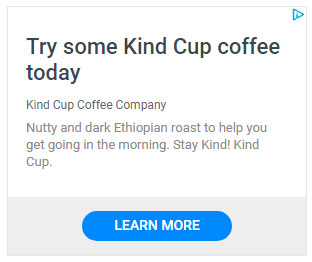 Try some Kind Cup coffee
today
Kind Cup Coffee Company
Nutty and dark Ethiopian roast to help you
get going in the morning. Stay Kind! Kind
Cup.
LEARN MORE